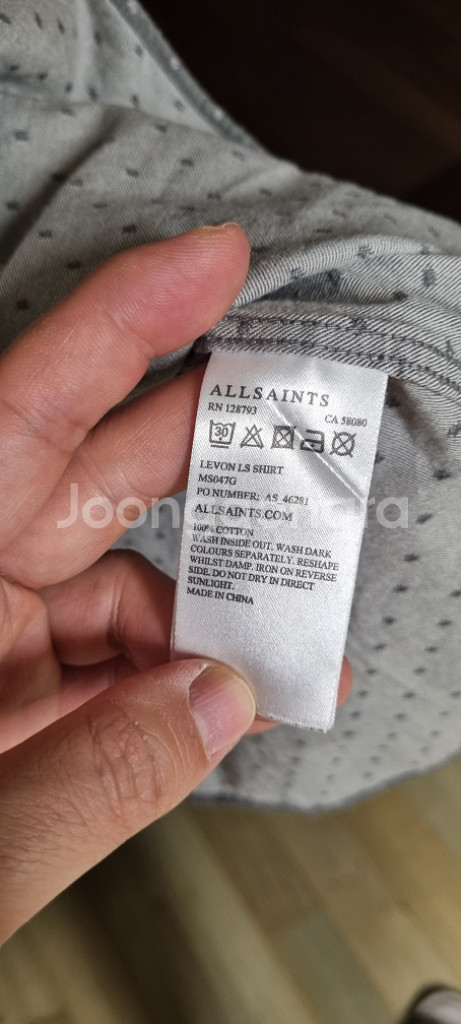 ALLSAINTS
RN 128793 CA 58080
30
LEVON LS SHIRT
MS047G
PO NUMBER; AS_46281
ALLSAINTS.COM
100% COTTON
WASH INSIDE OUT. WASH DARK
COLOURS SEPARATELY. RESHAPE
WHILST DAMP. IRON ON REVERSE
SIDE. DO NOT DRY IN DIRECT
SUNLIGHT.
MADE IN CHINA